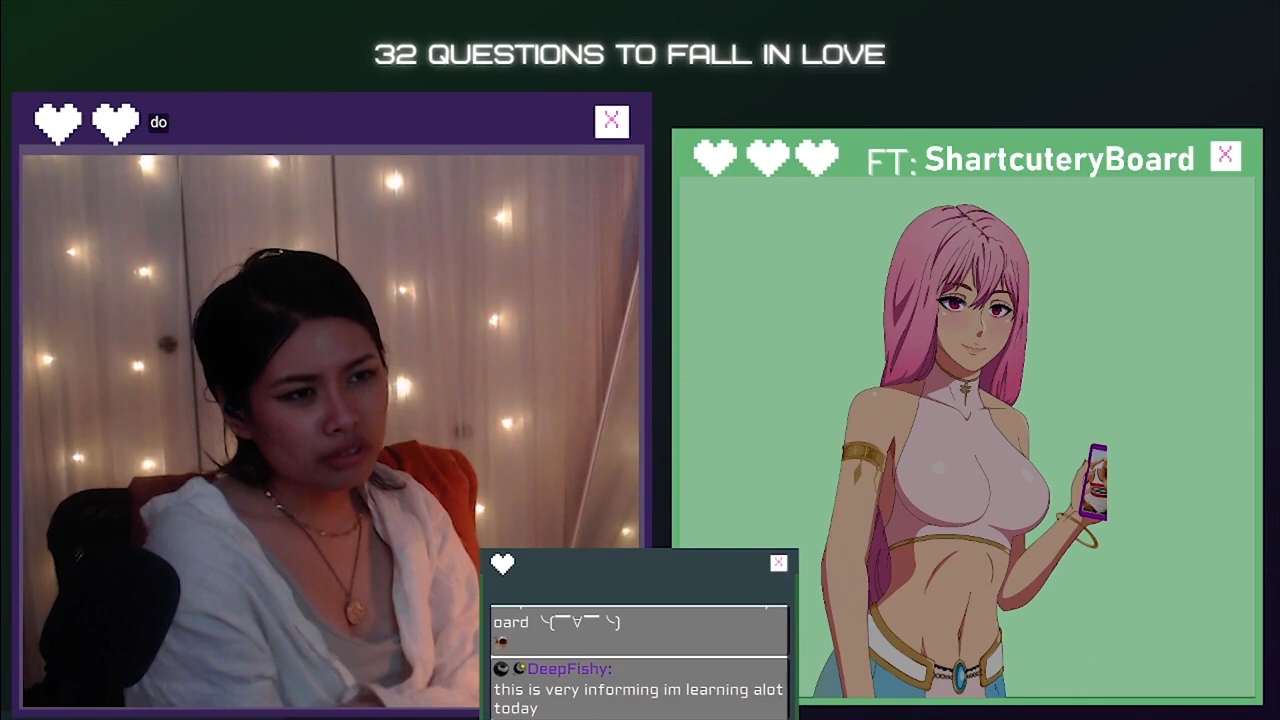 32 QUESTIONS TO FALL IN LOVE
do
FT: ShartcuteryBoard
oard ╰(￣∀￣╰)
DeepFishy:
this is very informing im learning alot
today